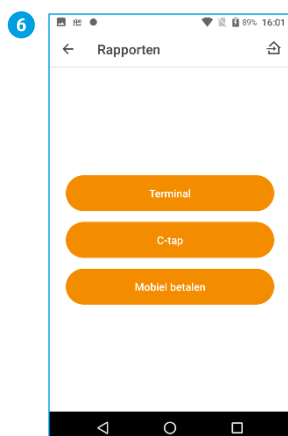 6
89% 16:01
Rapporten
Terminal
C-tap
Mobiel betalen